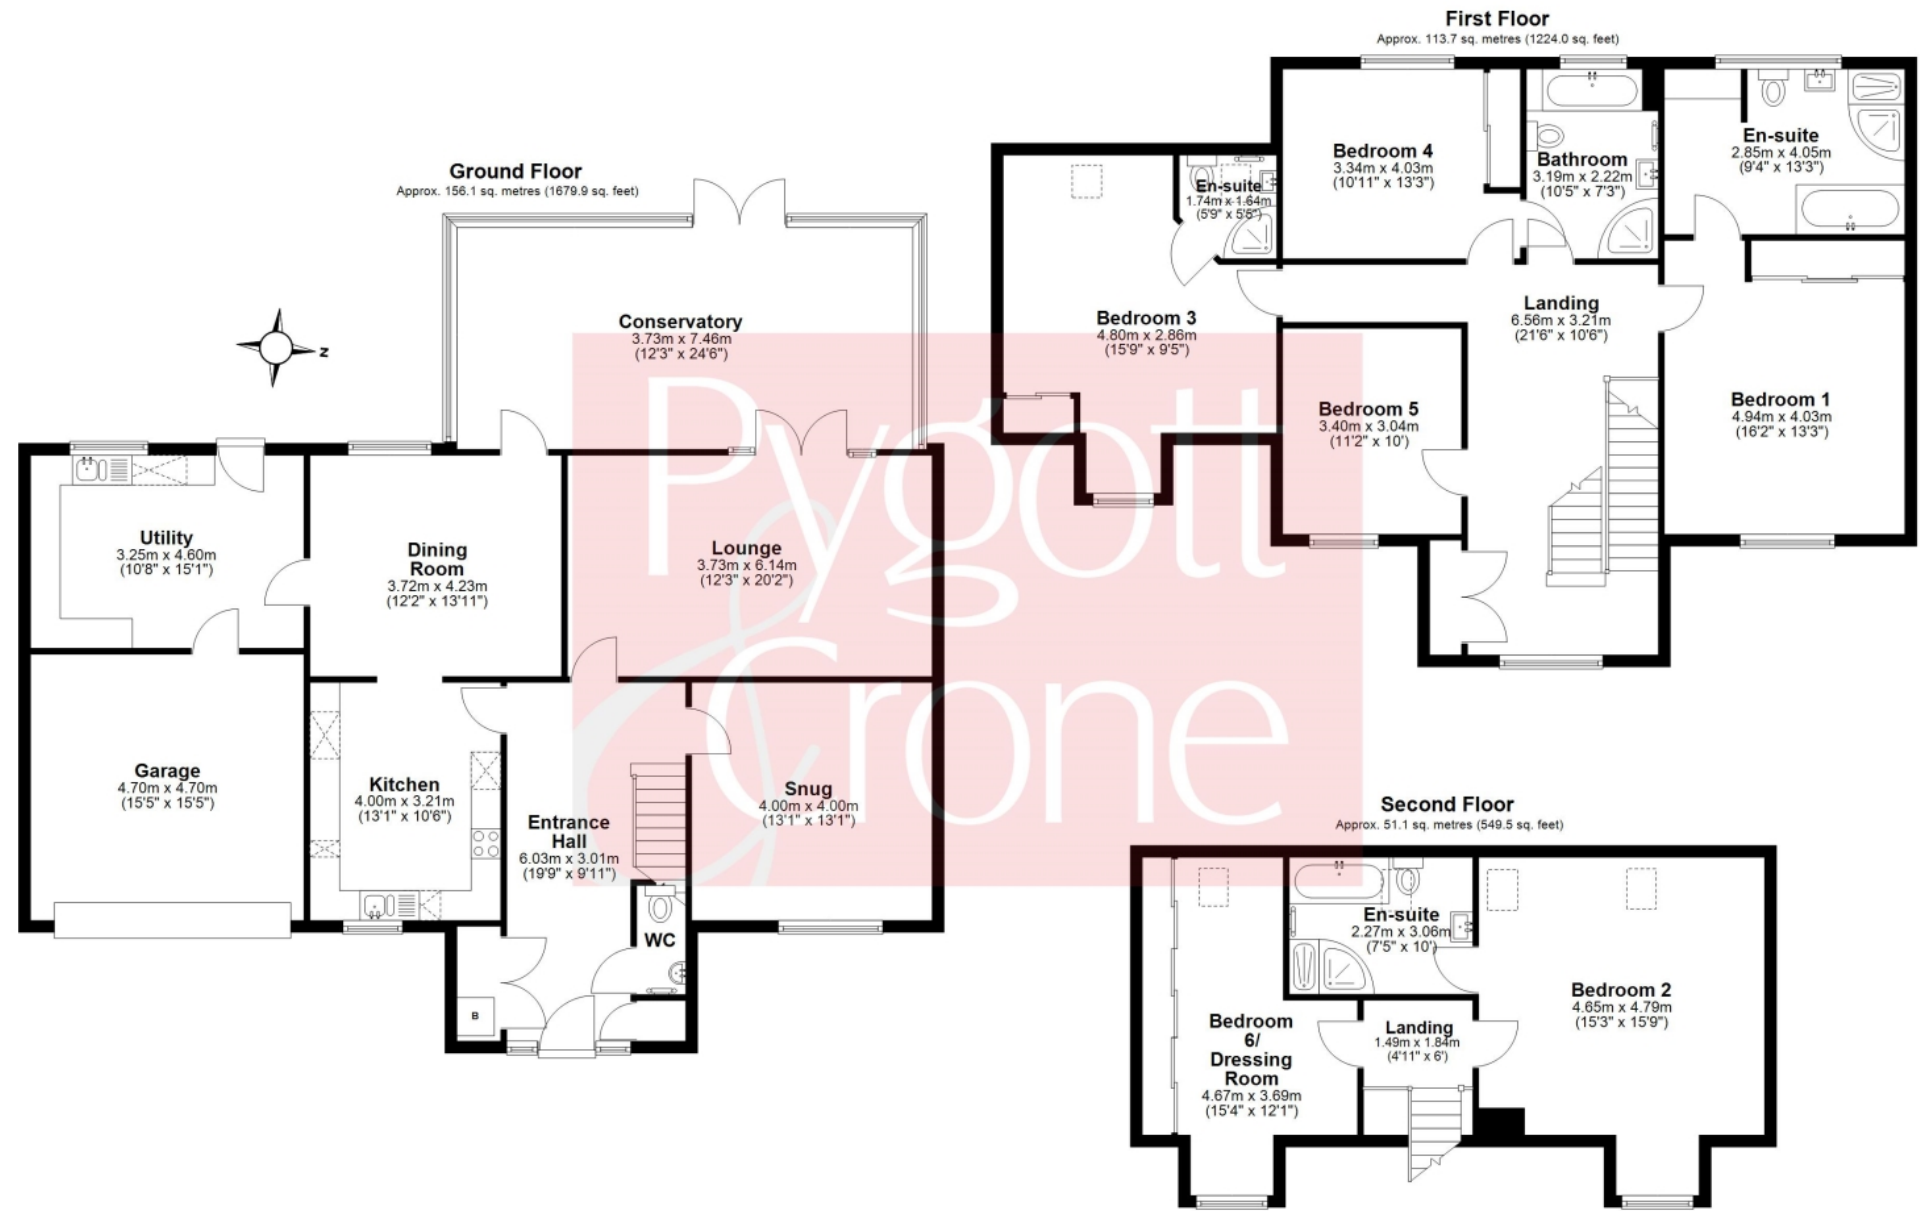 First Floor
Approx. 113.7 sq. metres (1224.0 sq. feet)
Ground Floor
Approx. 156.1 sq. metres (1679.9 sq. feet)
Bedroom 4
3.34m x 4.03m
(10'11" x 13'3")
Bathroom
3.19m x 2.22m
(10'5" x 7'3")
En-suite
2.85m x 4.05m
(9'4" x 13'3")
En-suite
1.74m x 1.64m
(5'9" x 5'5")
Bedroom 3
4.80m x 2.86m
(15'9" x 9'5")
Landing
6.56m x 3.21m
(21'6" x 10'6")
Bedroom 5
3.40m x 3.04m
(11'2" x 10')
Bedroom 1
4.94m x 4.03m
(16'2" x 13'3")
Z
Conservatory
3.73m x 7.46m
(12'3" x 24'6")
Utility
3.25m x 4.60m
(10'8" x 15'1")
Dining
Room
3.72m x 4.23m
(12'2" x 13'11")
Lounge
3.73m x 6.14m
(12'3" x 20'2")
Pygott
& Crone
Garage
4.70m x 4.70m
(15'5" x 15'5")
Kitchen
4.00m x 3.21m
(13'1" x 10'6")
Entrance
Hall
6.03m x 3.01m
(19'9" x 9'11")
Snug
4.00m x 4.00m
(13'1" x 13'1")
WC
B
Second Floor
Approx. 51.1 sq. metres (549.5 sq. feet)
En-suite
2.27m x 3.06m
(7'5" x 10')
Bedroom
6/
Dressing
Room
4.67m x 3.69m
(15'4" x 12'1")
Landing
1.49m x 1.84m
(4'11" x 6')
Bedroom 2
4.65m x 4.79m
(15'3" x 15'9")